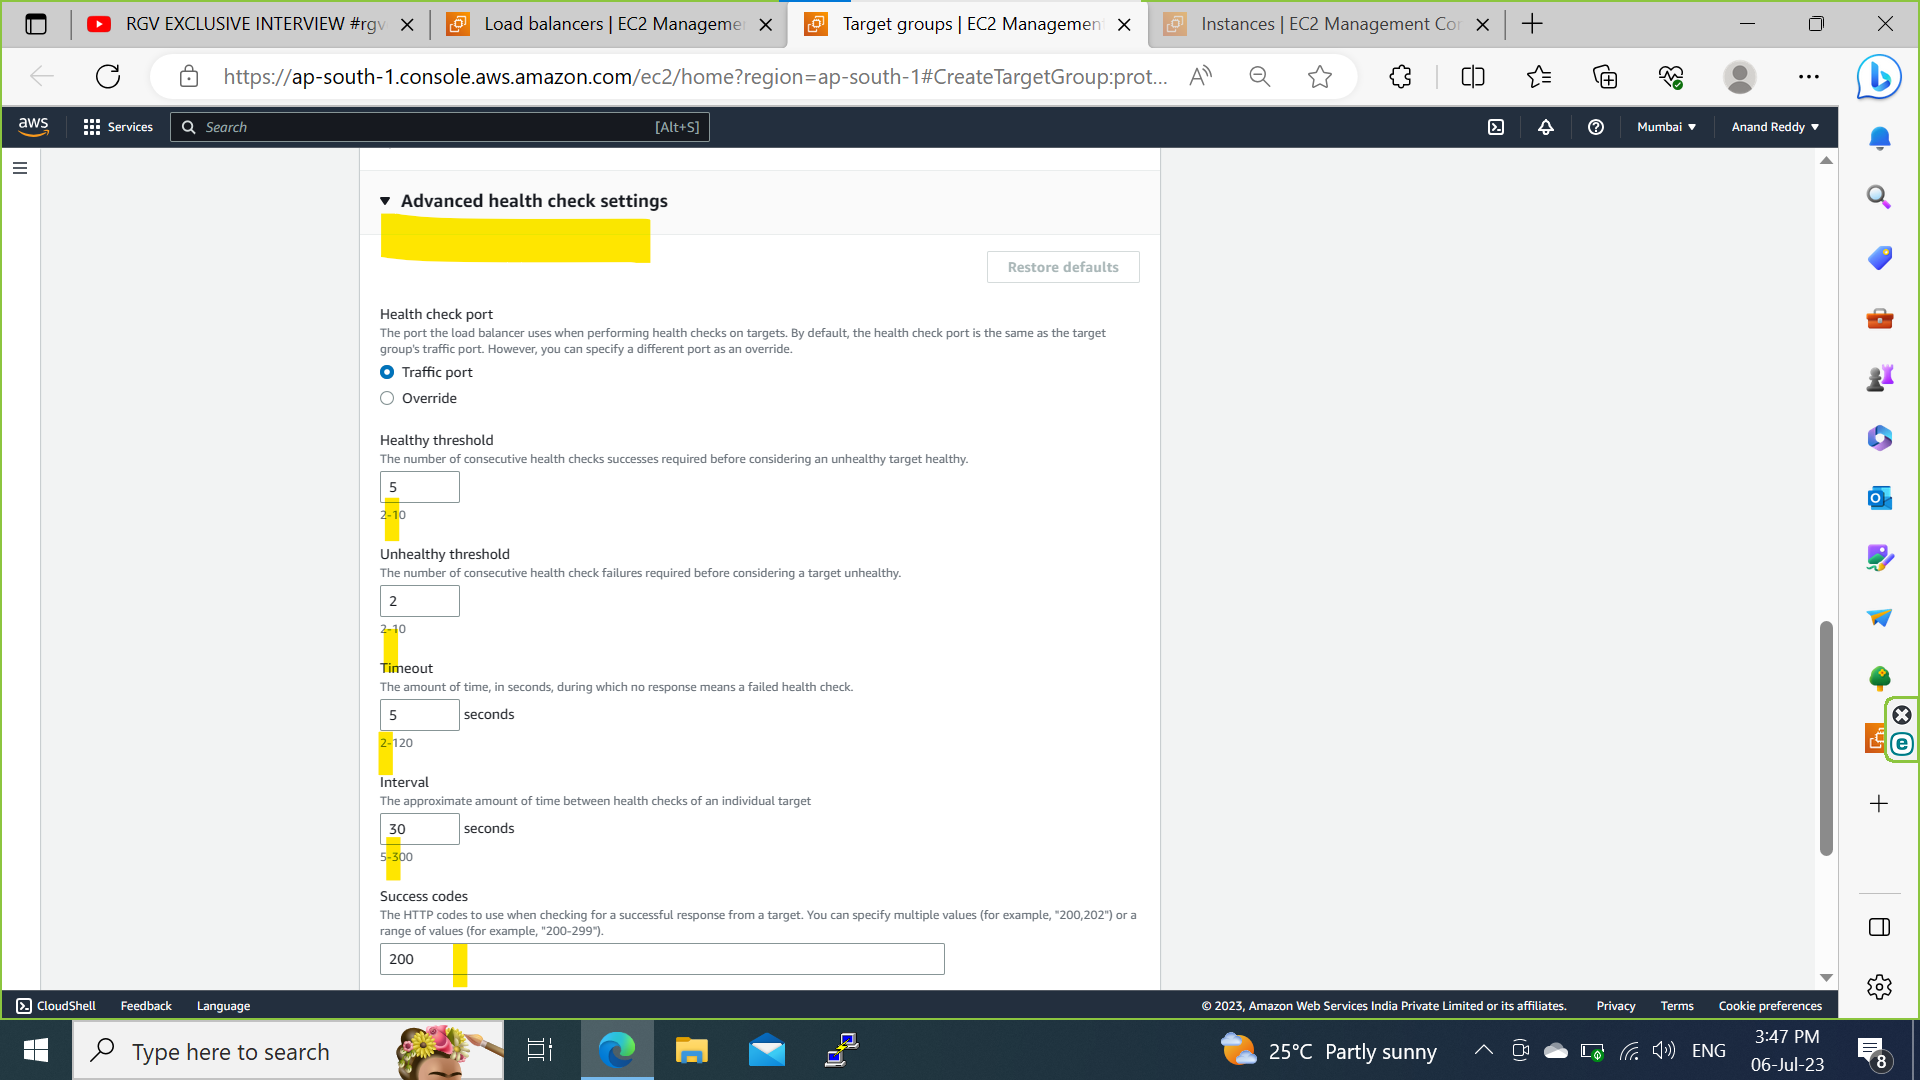 RGV EXCLUSIVE INTERVIEW #rgv
Load balancers | EC2 Manageme
Target groups | EC2 Management
Instances | EC2 Management Con
https://ap-south-1.console.aws.amazon.com/ec2/home?region=ap-south-1#CreateTargetGroup:prot...
aws
Services
Search
[Alt+S]
Mumbai
Anand Reddy
Advanced health check settings
Restore defaults
Health check port
The port the load balancer uses when performing health checks on targets. By default, the health check port is the same as the target
group's traffic port. However, you can specify a different port as an override.
Traffic port
Override
Healthy threshold
The number of consecutive health checks successes required before considering an unhealthy target healthy.
5
2-10
Unhealthy threshold
The number of consecutive health check failures required before considering a target unhealthy.
2
2-10
Timeout
The amount of time, in seconds, during which no response means a failed health check.
5 seconds
2-120
Interval
The approximate amount of time between health checks of an individual target
30 seconds
5-300
Success codes
The HTTP codes to use when checking for a successful response from a target. You can specify multiple values (for example, "200,202") or a
range of values (for example, "200-299").
200
CloudShell Feedback Language
© 2023, Amazon Web Services India Private Limited or its affiliates. Privacy Terms Cookie preferences
Type here to search
25°C Partly sunny
ENG
3:47 PM
06-Jul-23
8